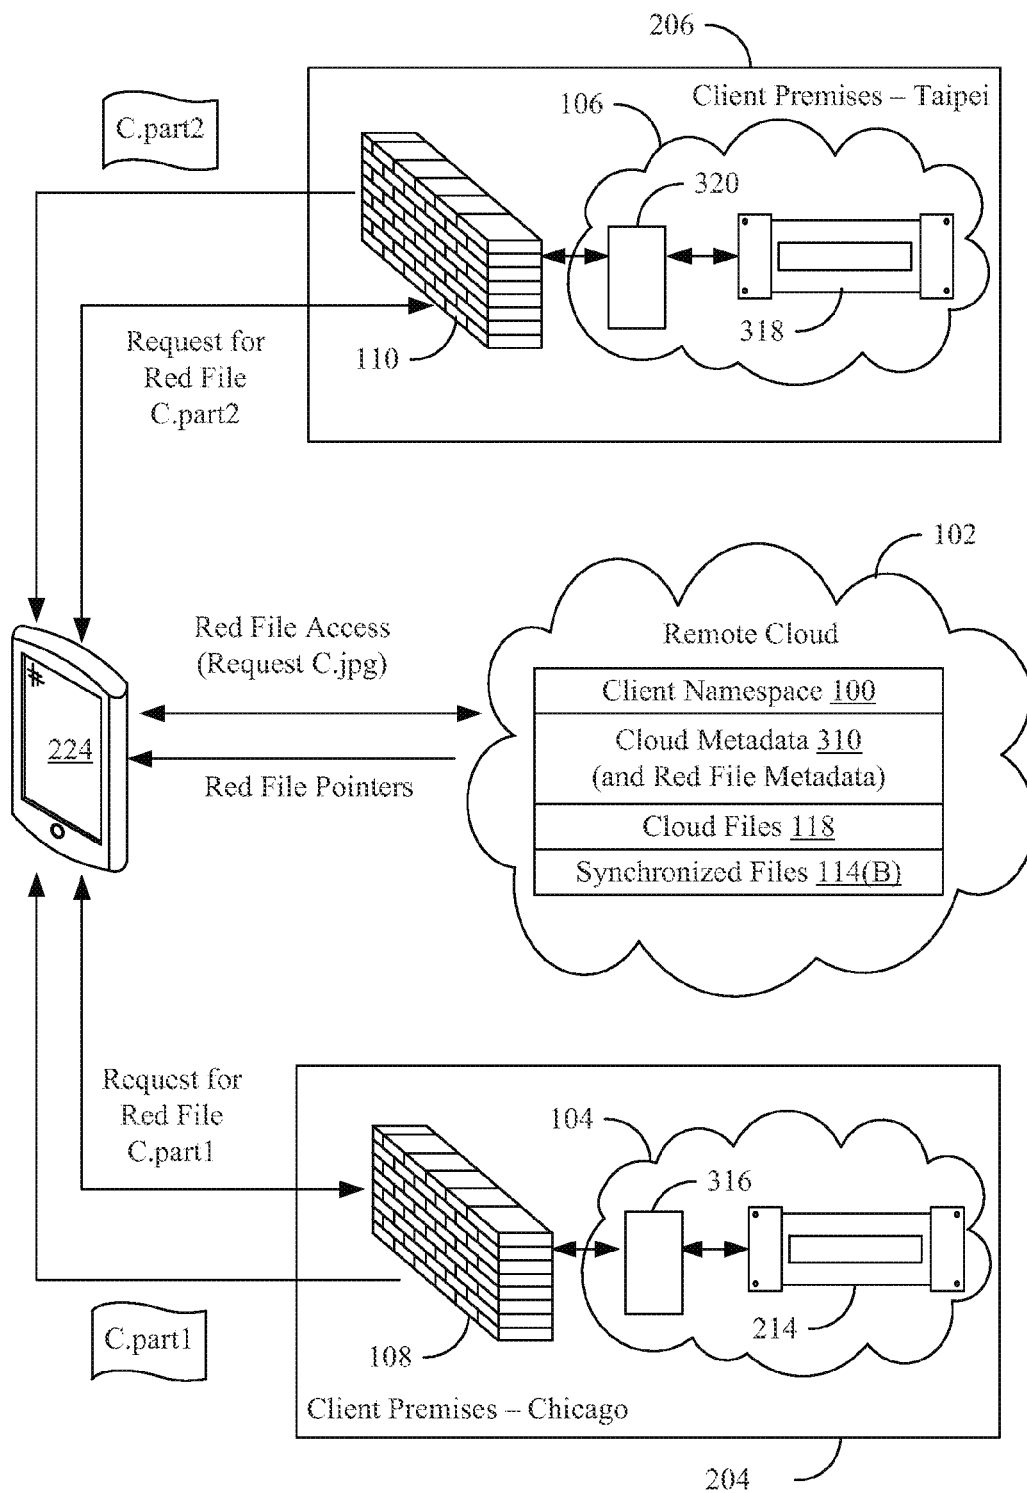 206
Client Premises – Taipei
C.part2
106
320
318
110
Request for
Red File
C.part2
102
Remote Cloud
Red File Access
(Request C.jpg)
Client Namespace 100
Cloud Metadata 310
(and Red File Metadata)
Cloud Files 118
Synchronized Files 114(B)
224
Red File Pointers
Request for
Red File
C.part1
104
316
214
108
C.part1
Client Premises – Chicago
204